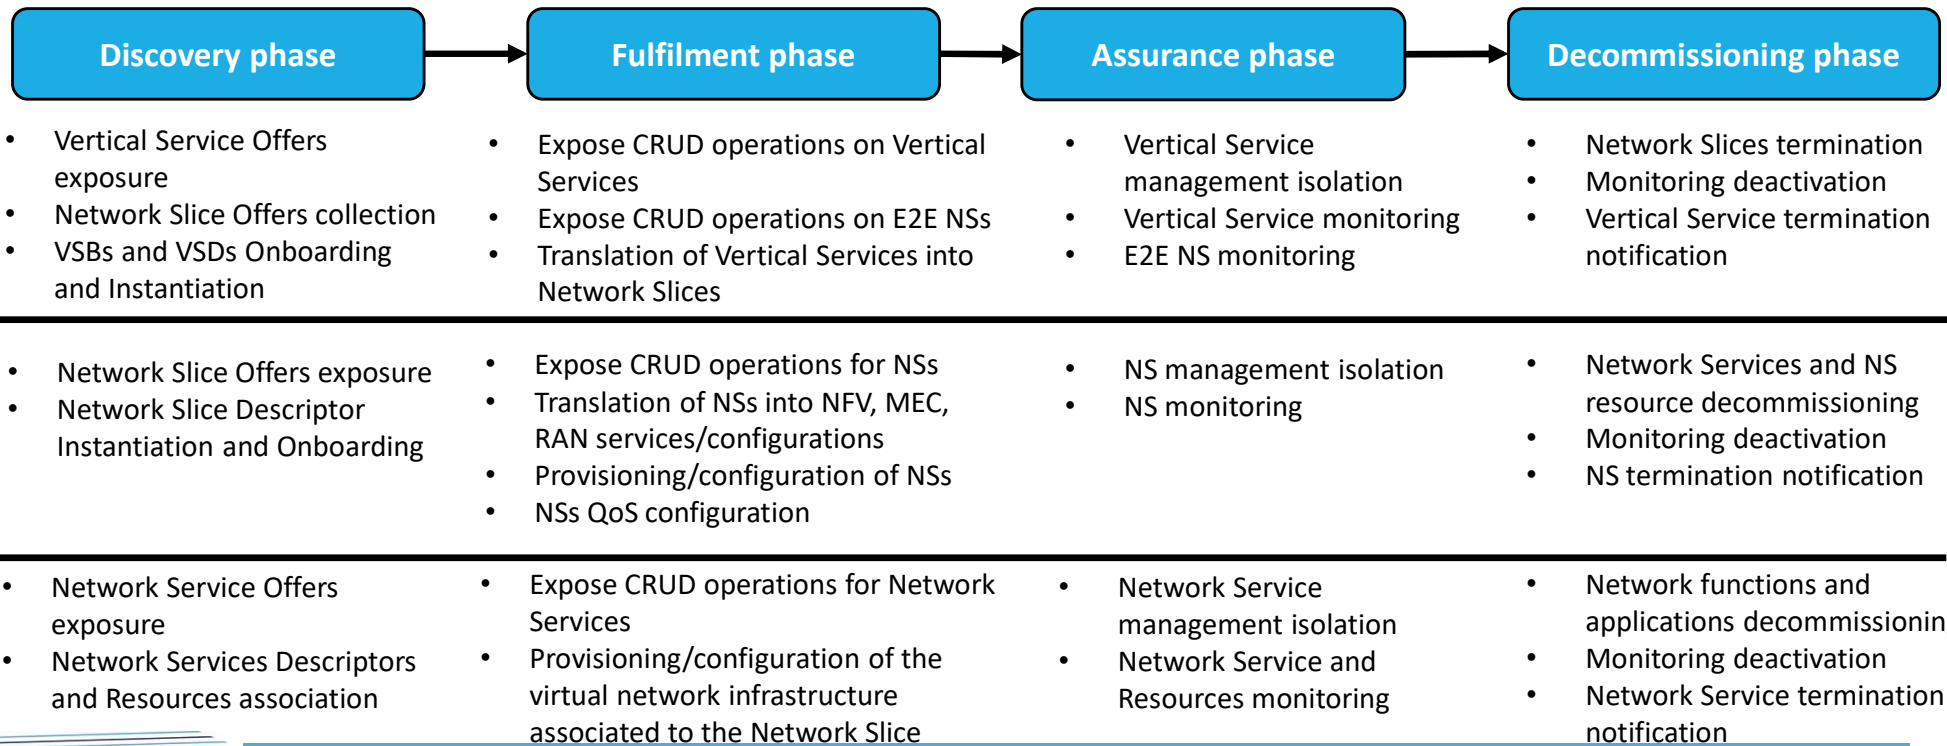 Discovery phase
Fulfilment phase
Assurance phase
Decommissioning phase
• Vertical Service Offers
exposure
• Network Slice Offers collection
• VSBs and VSDs Onboarding
and Instantiation
• Expose CRUD operations on Vertical
Services
• Expose CRUD operations on E2E NSs
• Translation of Vertical Services into
Network Slices
• Vertical Service
management isolation
• Vertical Service monitoring
• E2E NS monitoring
• Network Slices termination
• Monitoring deactivation
• Vertical Service termination
notification
• Network Slice Offers exposure
• Network Slice Descriptor
Instantiation and Onboarding
• Expose CRUD operations for NSs
• Translation of NSs into NFV, MEC,
RAN services/configurations
• Provisioning/configuration of NSs
• NSs QoS configuration
• NS management isolation
• NS monitoring
• Network Services and NS
resource decommissioning
• Monitoring deactivation
• NS termination notification
• Network Service Offers
exposure
• Network Services Descriptors
and Resources association
• Expose CRUD operations for Network
Services
• Provisioning/configuration of the
virtual network infrastructure
associated to the Network Slice
• Network Service
management isolation
• Network Service and
Resources monitoring
• Network functions and
applications decommissionin
• Monitoring deactivation
• Network Service termination
notification